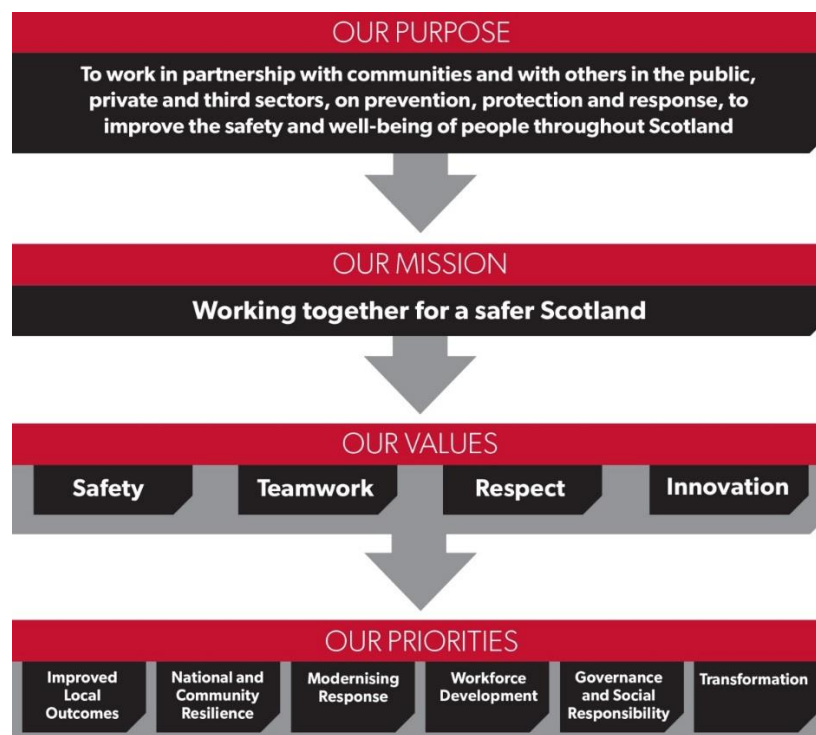 OUR PURPOSE
To work in partnership with communities and with others in the public,
private and third sectors, on prevention, protection and response, to
improve the safety and well-being of people throughout Scotland
OUR MISSION
Working together for a safer Scotland
OUR VALUES
Safety
Teamwork
Respect
Innovation
OUR PRIORITIES
Improved
Local
Outcomes
National and
Community
Resilience
Modernising
Response
Workforce
Development
Governance
and Social
Responsibility
Transformation